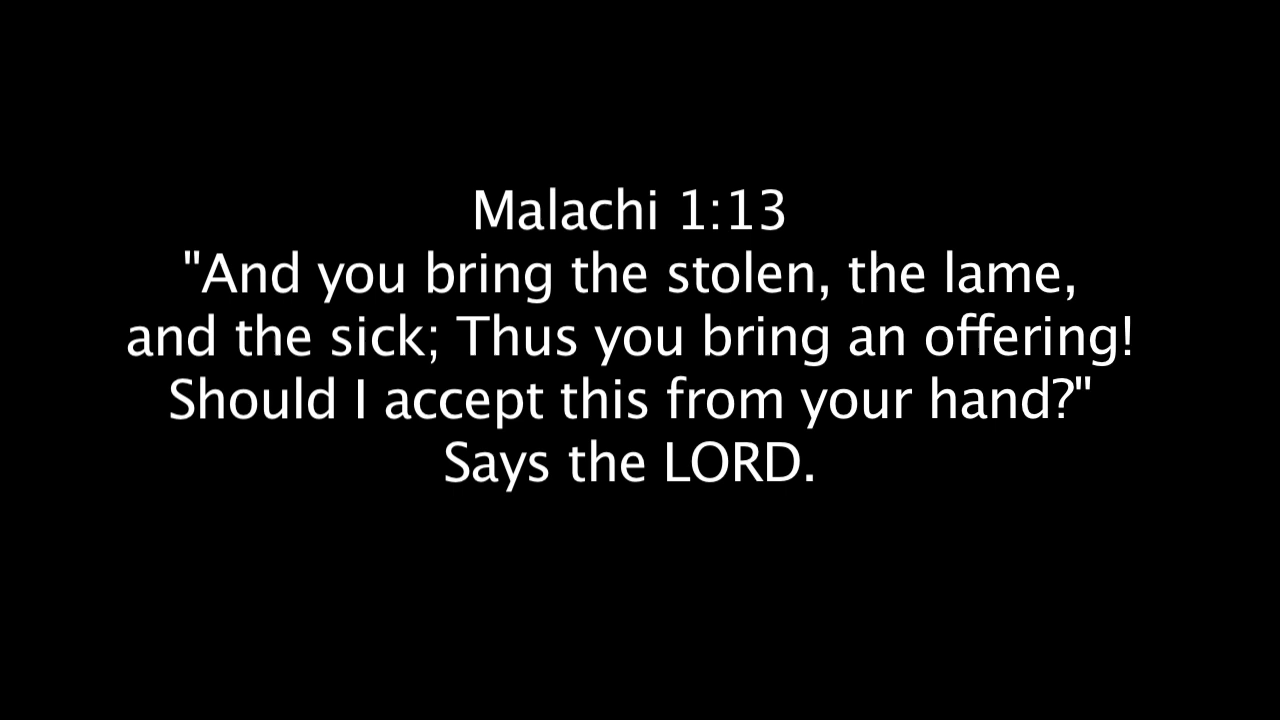 Malachi 1:13
"And you bring the stolen, the lame,
and the sick; Thus you bring an offering!
Should I accept this from your hand?"
Says the LORD.